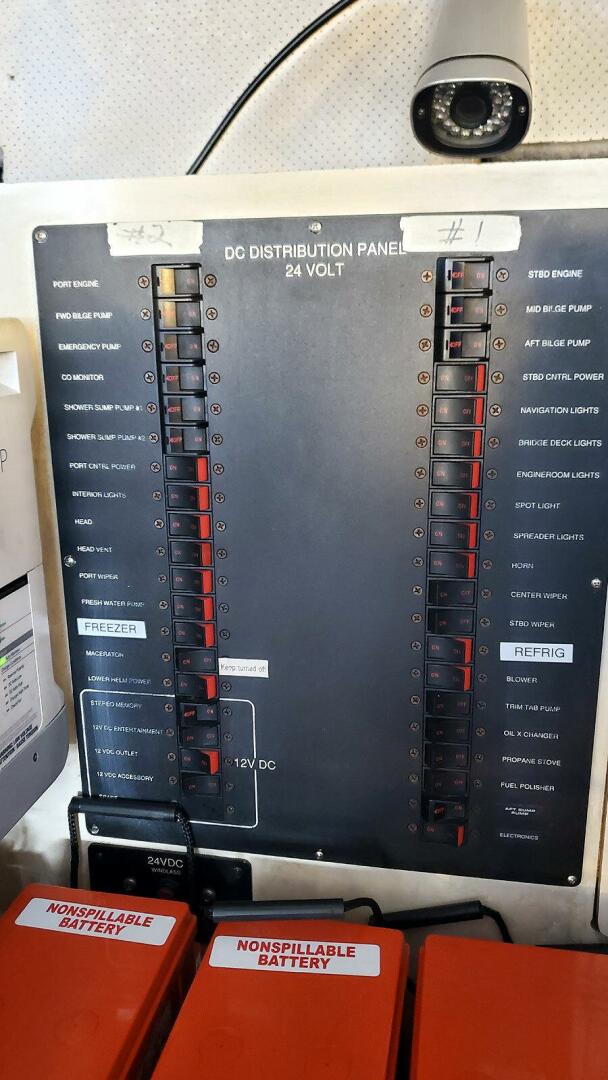 #2
#1
DC DISTRIBUTION PANEL
24 VOLT
PORT ENGINE
FWD BILGE PUMP
EMERGENCY PUMP
CO MONITOR
SHOWER SUMP PUMP #1
SHOWER SUMP PUMP #2
PORT CNTRL POWER
INTERIOR LIGHTS
HEAD
HEAD VENT
PORT WIPER
FRESH WATER PUMP
FREEZER
MACERATOR
Keep turned off
LOWER HELM POWER
STEREO MEMORY
12V DC ENTERTAINMENT
12 VDC OUTLET
12V DC
12 VDC ACCESSORY
STBD ENGINE
MID BILGE PUMP
AFT BILGE PUMP
STBD CNTRL POWER
NAVIGATION LIGHTS
BRIDGE DECK LIGHTS
ENGINEROOM LIGHTS
SPOT LIGHT
SPREADER LIGHTS
HORN
CENTER WIPER
STBD WIPER
REFRIG
BLOWER
TRIM TAB PUMP
OIL X CHANGER
PROPANE STOVE
FUEL POLISHER
AFT SUMP
PUMP
ELECTRONICS
24VDC
WINDLASS
NONSPILLABLE
BATTERY
NONSPILLABLE
BATTERY